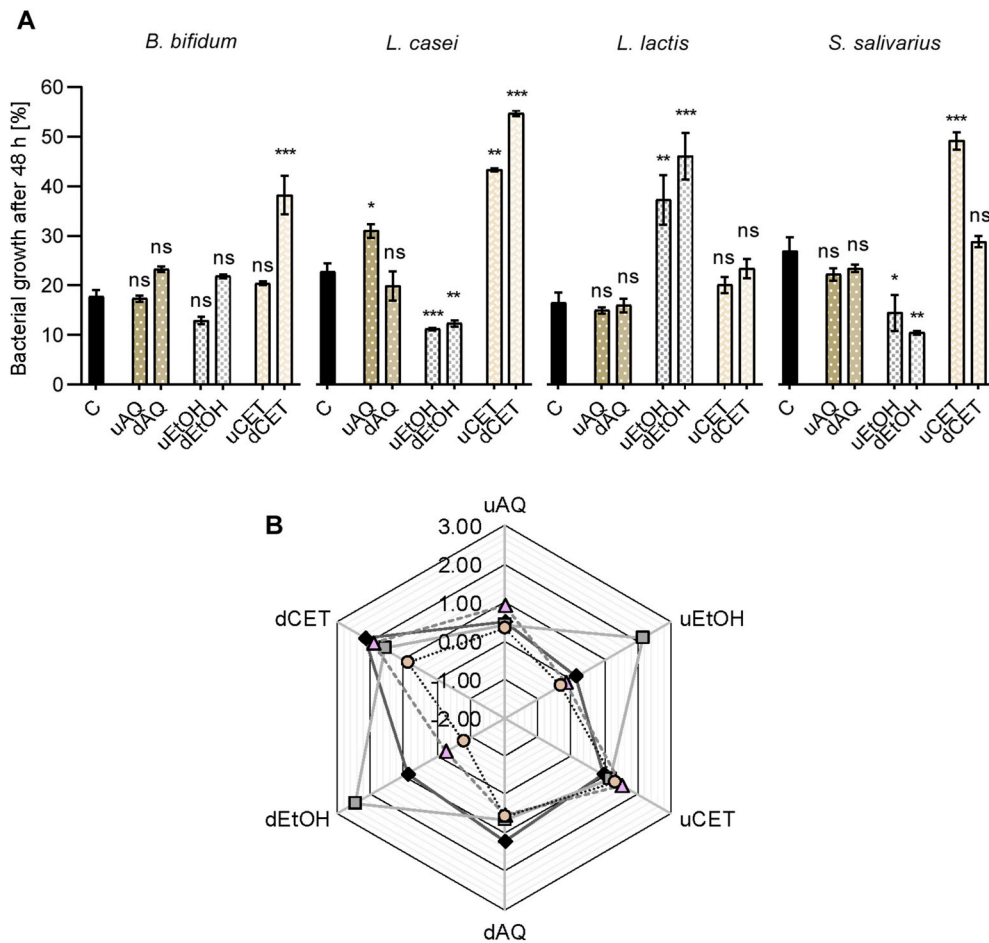 A
B. bifidum L. casei L. lactis S. salivarius
Bacterial growth after 48 h [%]
60
50
40
30
20
10
0
ns ns ns ns ns ***
* ns *** ** ** ***
ns ns ** *** ns ns
ns ns * ** *** ns
C uAQ dAQ uEtOH dEtOH uCET dCET
C uAQ dAQ uEtOH dEtOH uCET dCET
C uAQ dAQ uEtOH dEtOH uCET dCET
C uAQ dAQ uEtOH dEtOH uCET dCET
B
uAQ
3.00
2.00
1.00
0.00
-1.00
-2.00
dCET uEtOH
dEtOH uCET
dAQ